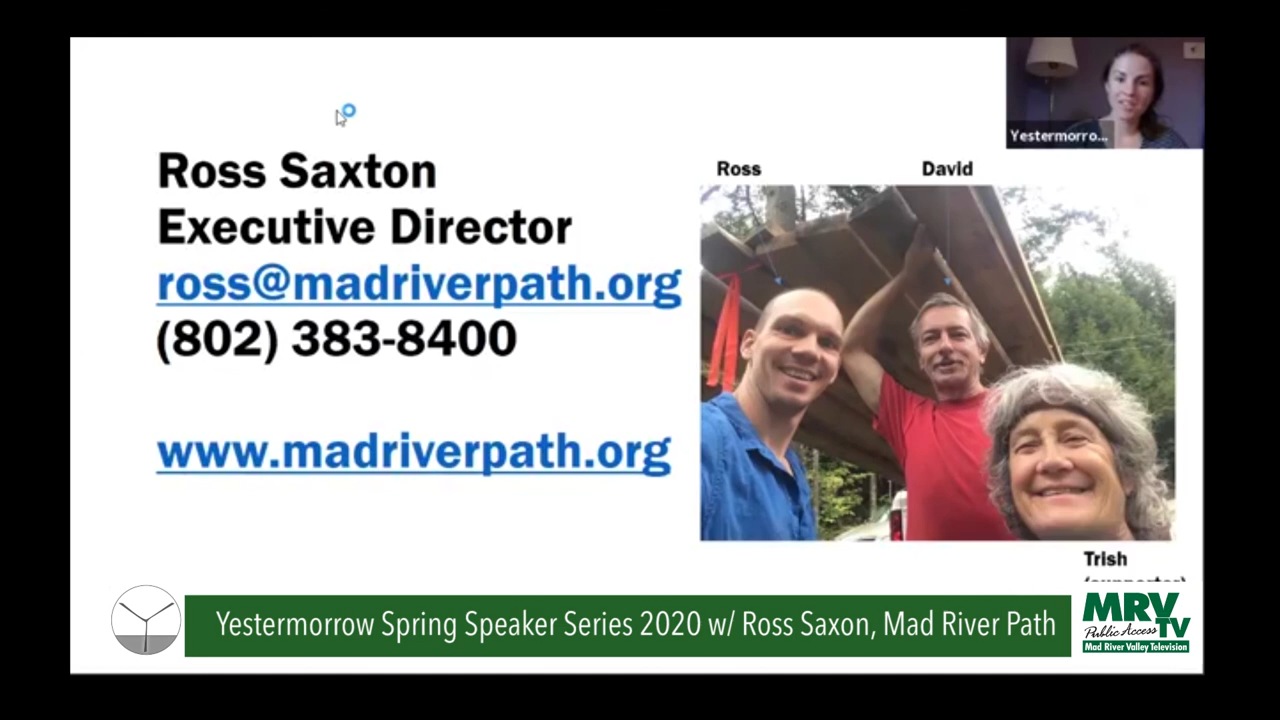 Yestermorro...
Ross Saxton
Executive Director
ross@madriverpath.org
(802) 383-8400
www.madriverpath.org
Ross David
Trish
Yestermorrow Spring Speaker Series 2020 w/ Ross Saxon, Mad River Path
MRV
Public Access TV
Mad River Valley Television